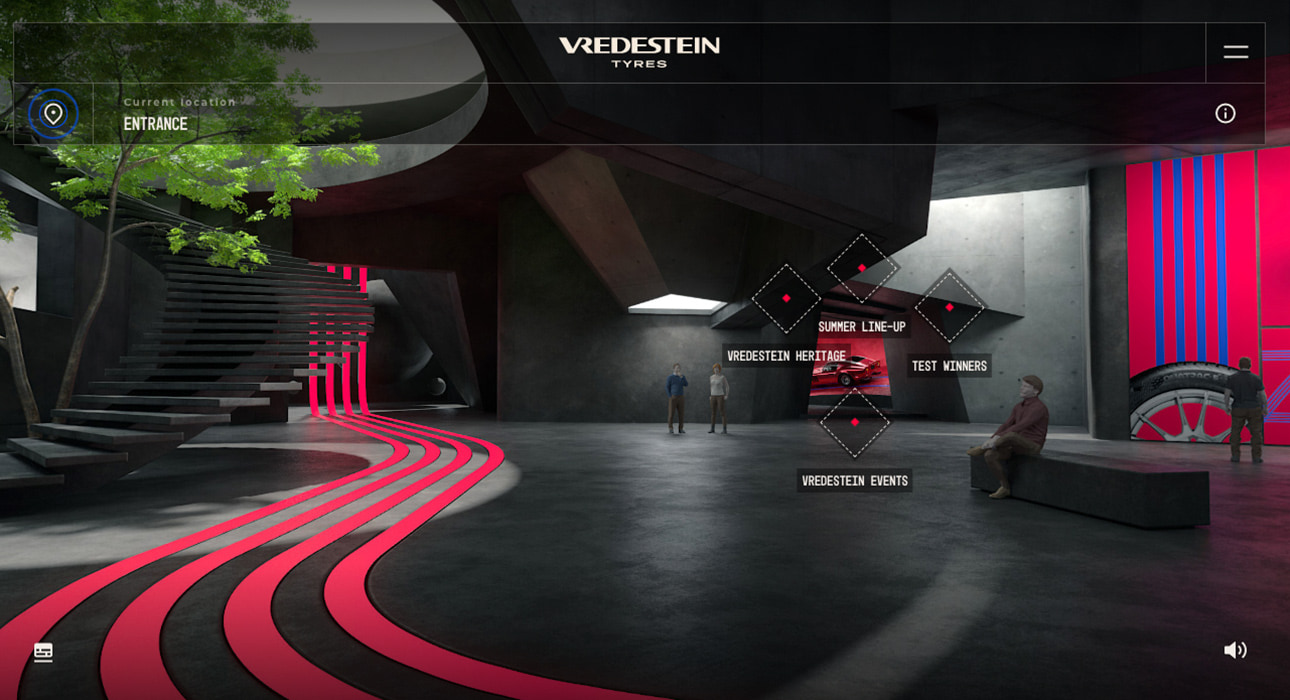 VREDESTEIN
TYRES
Current location
ENTRANCE
SUMMER LINE-UP
VREDESTEIN HERITAGE
TEST WINNERS
VREDESTEIN EVENTS